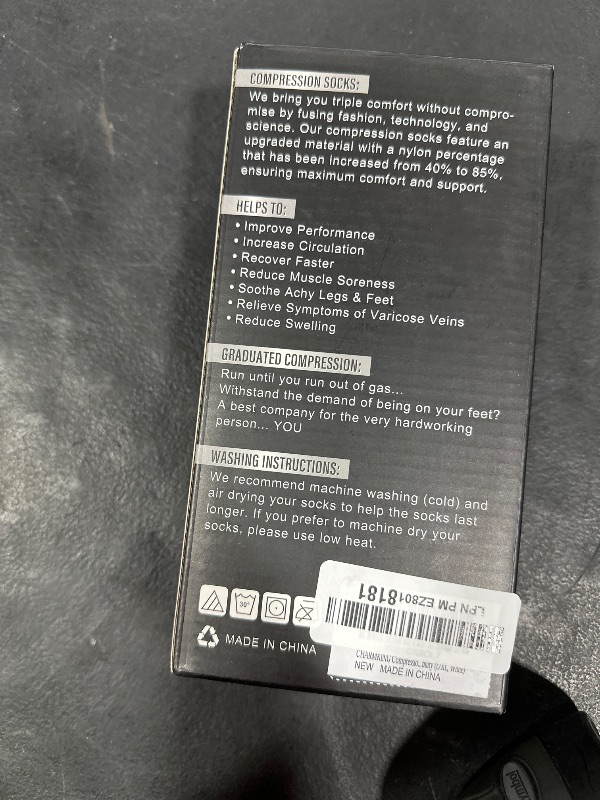 COMPRESSION SOCKS:
We bring you triple comfort without compro-
mise by fusing fashion, technology, and
science. Our compression socks feature an
upgraded material with a nylon percentage
that has been increased from 40% to 85%,
ensuring maximum comfort and support.
HELPS TO:
• Improve Performance
• Increase Circulation
• Recover Faster
• Reduce Muscle Soreness
• Soothe Achy Legs & Feet
• Relieve Symptoms of Varicose Veins
• Reduce Swelling
GRADUATED COMPRESSION:
Run until you run out of gas...
Withstand the demand of being on your feet?
A best company for the very hardworking
person... YOU
WASHING INSTRUCTIONS:
We recommend machine washing (cold) and
air drying your socks to help the socks last
longer. If you prefer to machine dry your
socks, please use low heat.
30°
LPN PM EZ8018181
MADE IN CHINA
CHARMKING Compressio...
NEW MADE IN CHINA